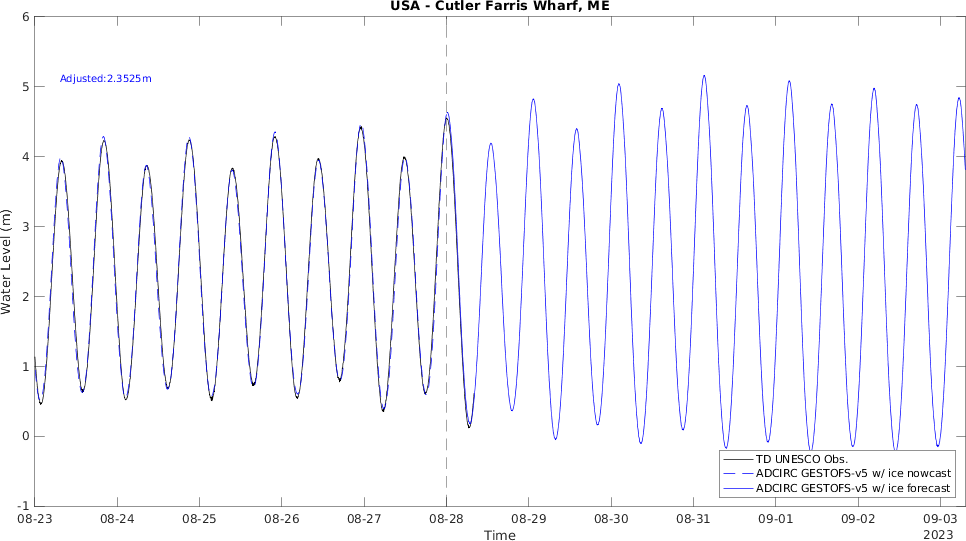 USA - Cutler Farris Wharf, ME
Adjusted:2.3525m
Water Level (m)
6
5
4
3
2
1
0
-1
TD UNESCO Obs.
ADCIRC GESTOFS-v5 w/ ice nowcast
ADCIRC GESTOFS-v5 w/ ice forecast
08-23 08-24 08-25 08-26 08-27 08-28 08-29 08-30 08-31 09-01 09-02 09-03
Time
2023